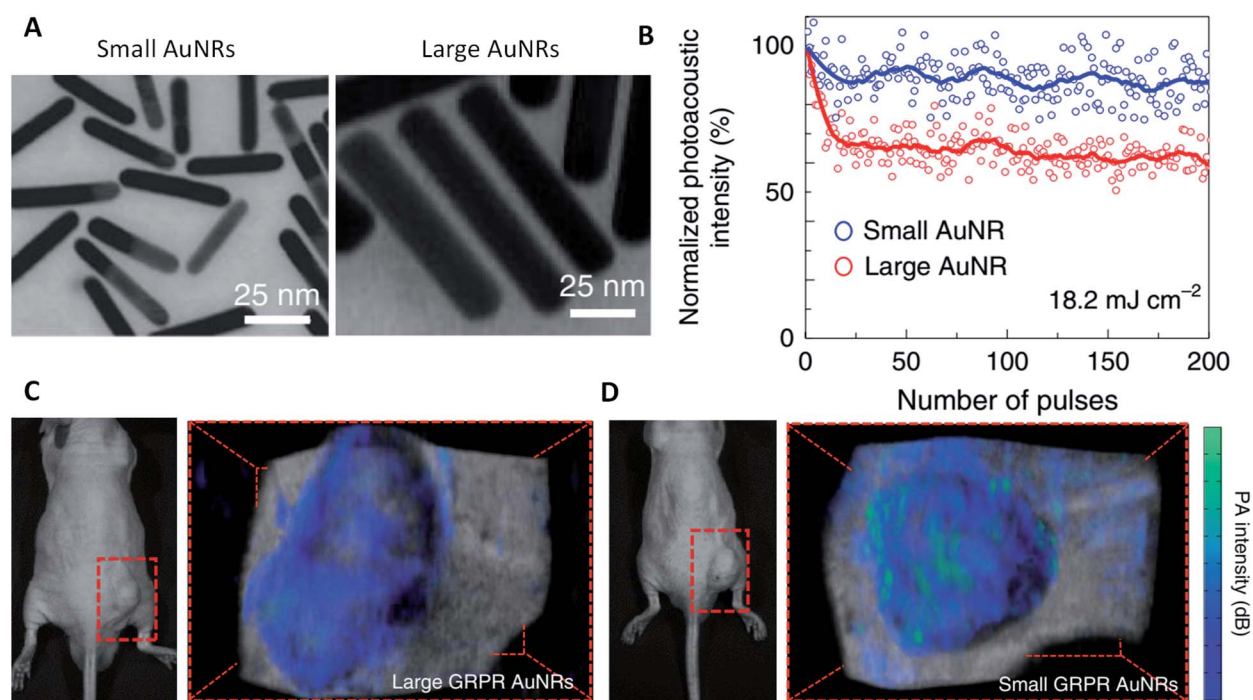 A
Small AuNRs
Large AuNRs
25 nm
25 nm
B
Normalized photoacoustic
intensity (%)
100
50
0
Small AuNR
Large AuNR
18.2 mJ cm⁻²
0 50 100 150 200
Number of pulses
C
Large GRPR AuNRs
D
Small GRPR AuNRs
PA intensity (dB)